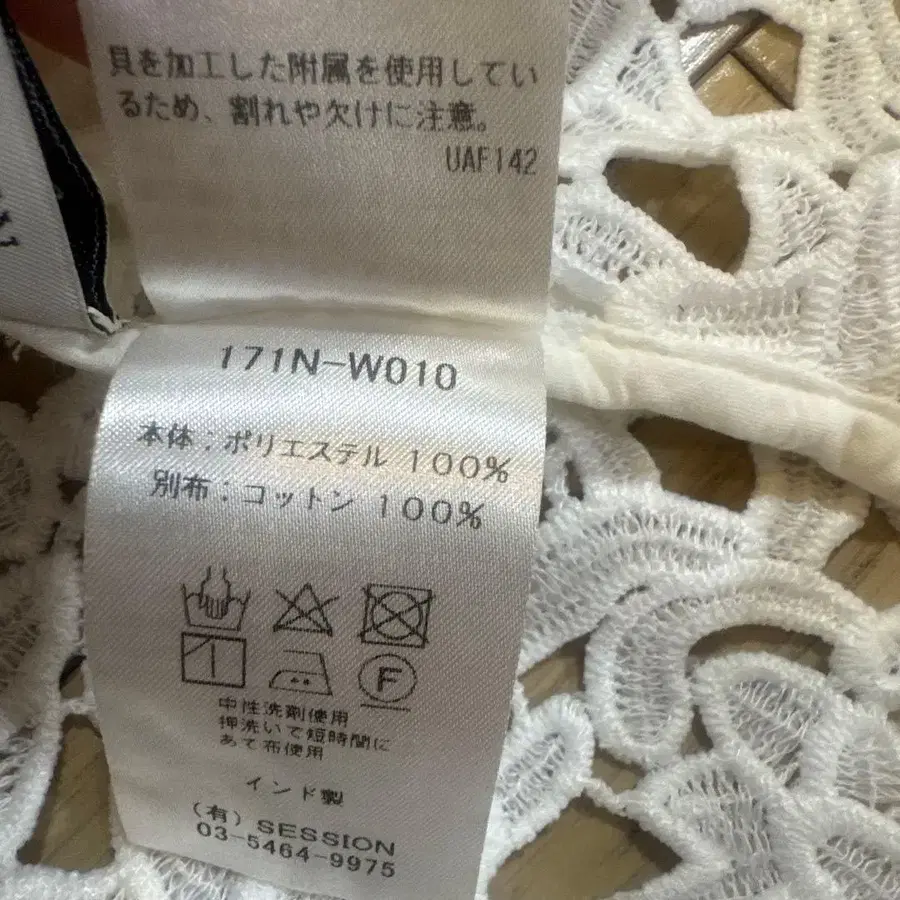 貝を加工した附属を使用してい
るため、割れや欠けに注意。
UAF142
171N-W010
本体：ポリエステル 100%
別布：コットン 100%
F
中性洗剤使用
押洗いで短時間に
あて布使用
インド製
(有) SESSION
03-5464-9975